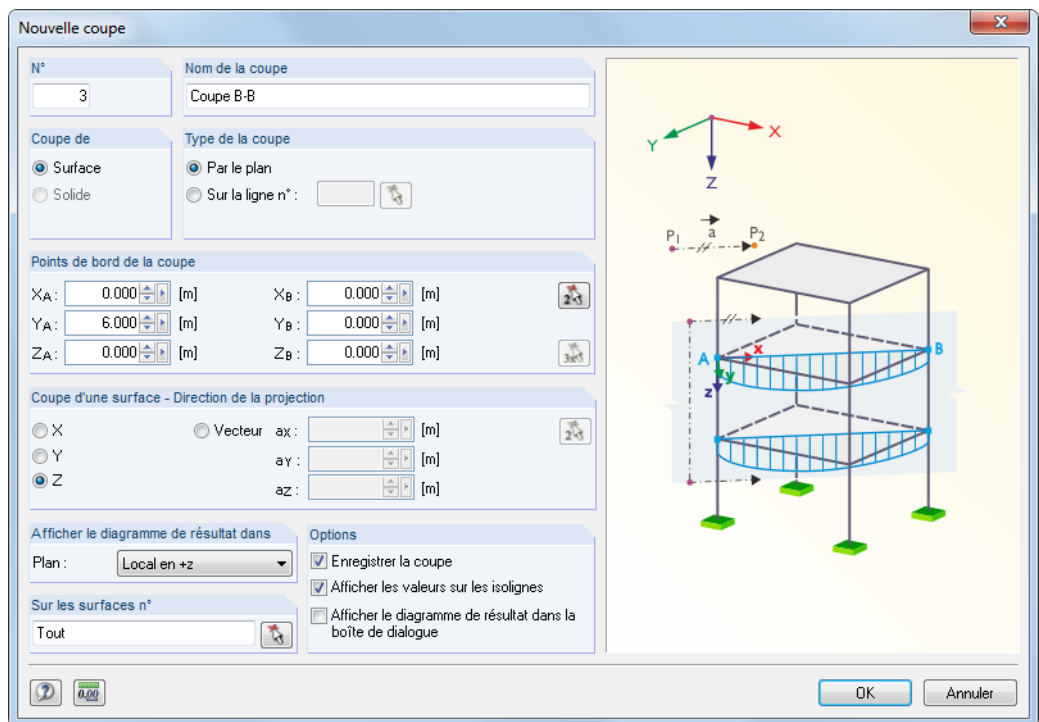 Nouvelle coupe
N°
3
Nom de la coupe
Coupe B-B
Coupe de
Surface
Solide
Type de la coupe
Par le plan
Sur la ligne n° :
Points de bord de la coupe
XA : 0.000 [m] XB : 0.000 [m]
YA : 6.000 [m] YB : 0.000 [m]
ZA : 0.000 [m] ZB : 0.000 [m]
Coupe d'une surface - Direction de la projection
X
Y
Z
Vecteur ax : [m]
aY : [m]
az : [m]
Afficher le diagramme de résultat dans
Plan : Local en +z
Sur les surfaces n°
Tout
Options
Enregistrer la coupe
Afficher les valeurs sur les isolignes
Afficher le diagramme de résultat dans la
boîte de dialogue
X
Y
Z
P1 a P2
A x B
y
z
0.00
OK
Annuler